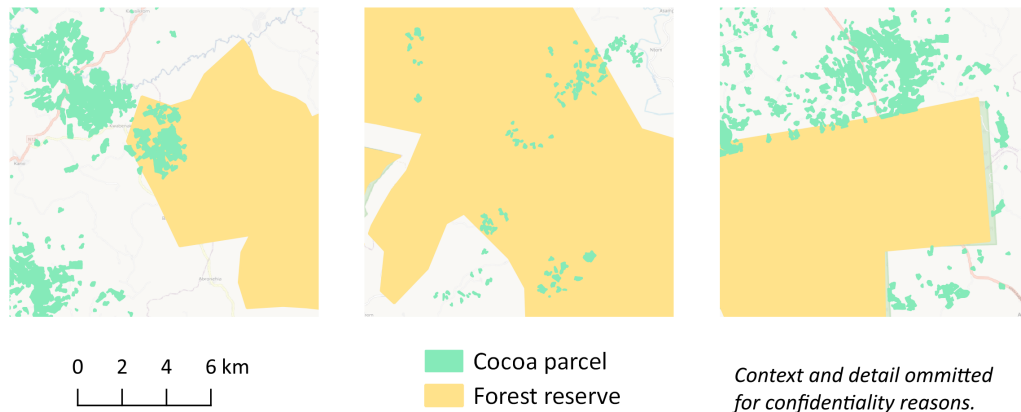 0 2 4 6 km
Cocoa parcel
Forest reserve
Context and detail ommitted
for confidentiality reasons.